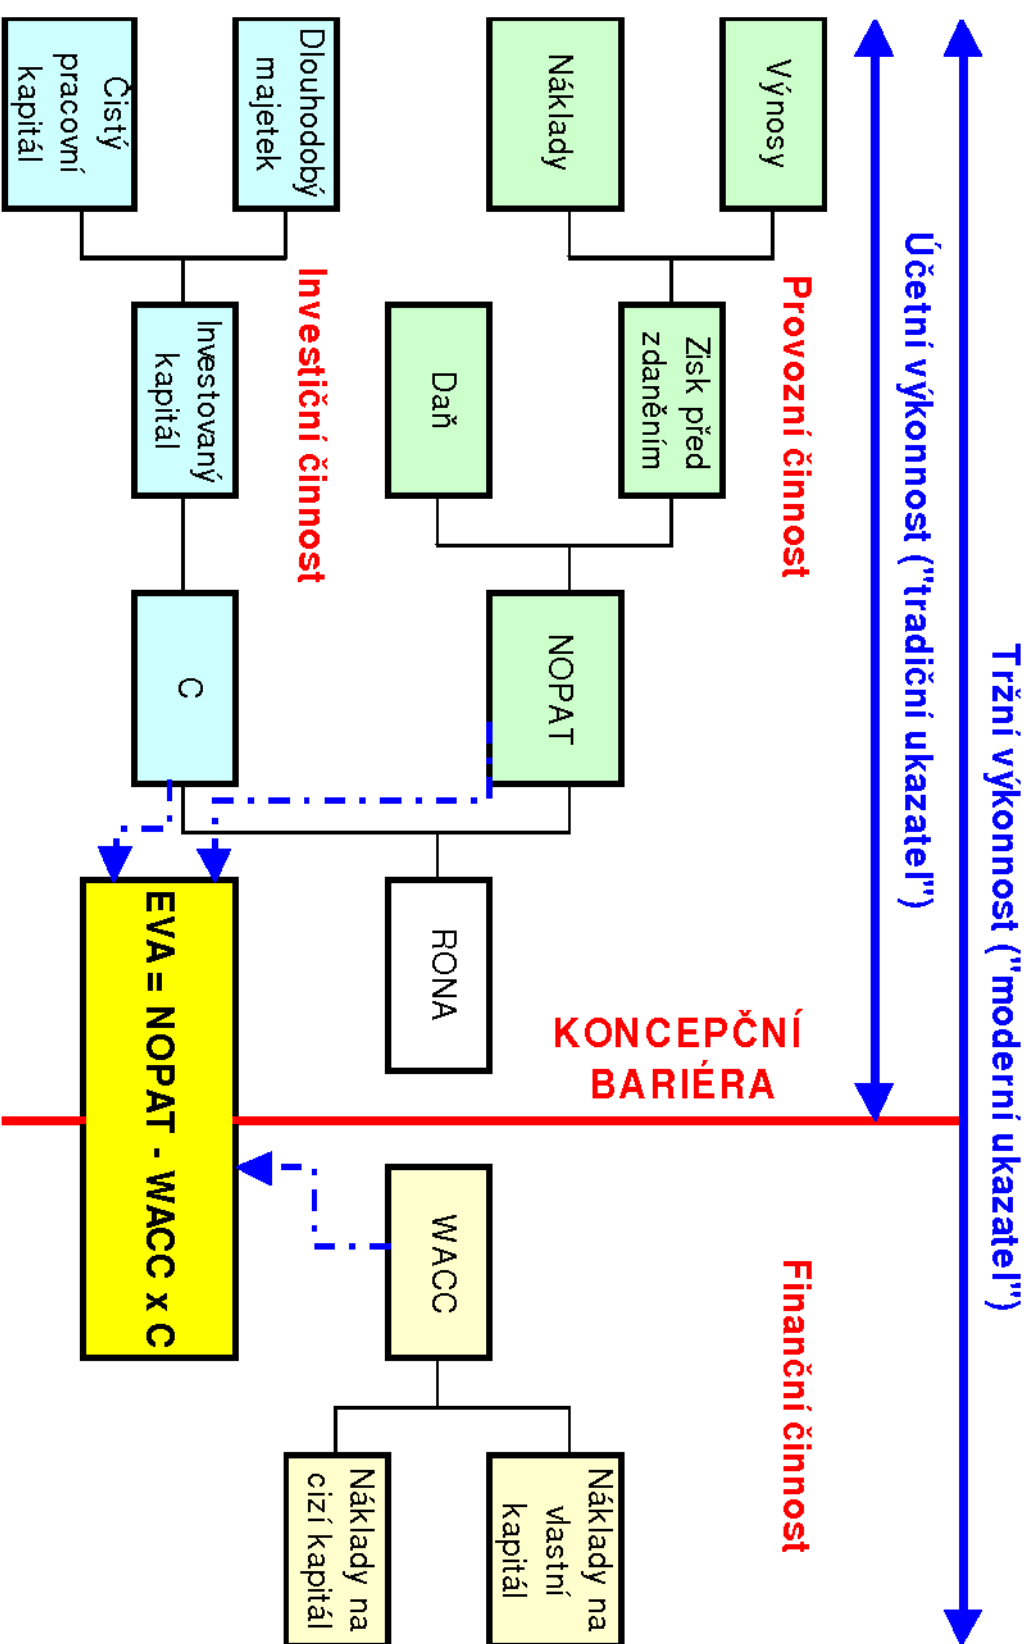 Tržní výkonnost ("moderní ukazatel")
Účetní výkonnost ("tradiční ukazatel")
Provozní činnost
Finanční činnost
Výnosy
Náklady
Zisk před
zdaněním
Daň
NOPAT
KONCEPČNÍ
BARIÉRA
RONA
WACC
Náklady na
vlastní
kapitál
Náklady na
cizí kapitál
Investiční činnost
Dlouhodobý
majetek
Čistý
pracovní
kapitál
Investovaný
kapitál
C
EVA = NOPAT - WACC x C